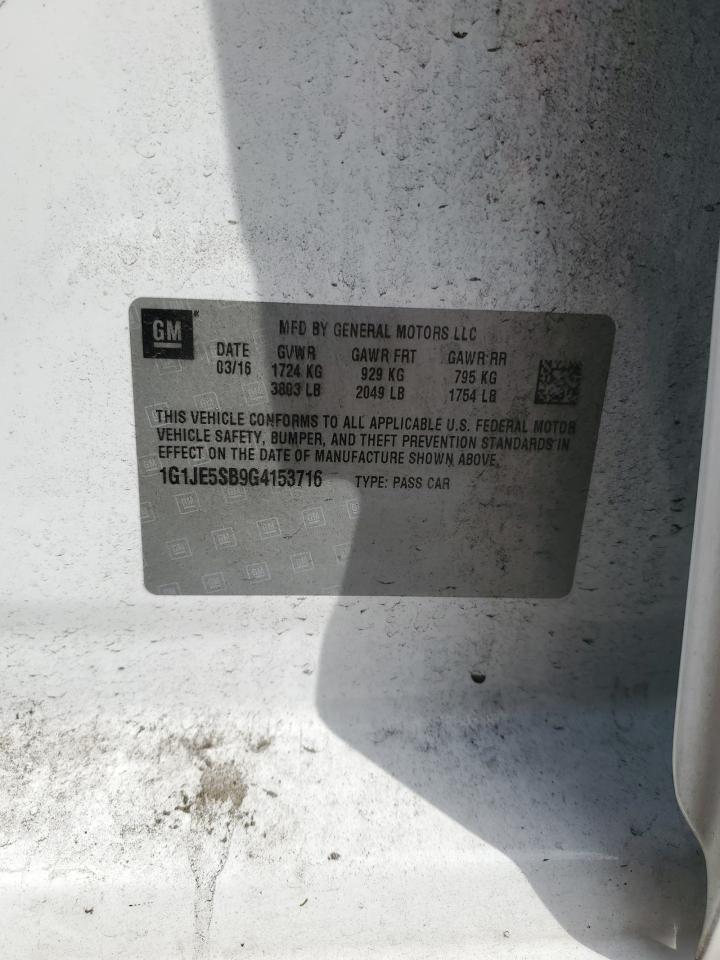 GM
MFD BY GENERAL MOTORS LLC
DATE GVWR GAWR FRT GAWR RR
03/16 1724 KG 929 KG 795 KG
3803 LB 2049 LB 1754 LB
THIS VEHICLE CONFORMS TO ALL APPLICABLE U.S. FEDERAL MOTOR
VEHICLE SAFETY, BUMPER, AND THEFT PREVENTION STANDARDS IN
EFFECT ON THE DATE OF MANUFACTURE SHOWN ABOVE.
1G1JE5SB9G4153716 TYPE: PASS CAR